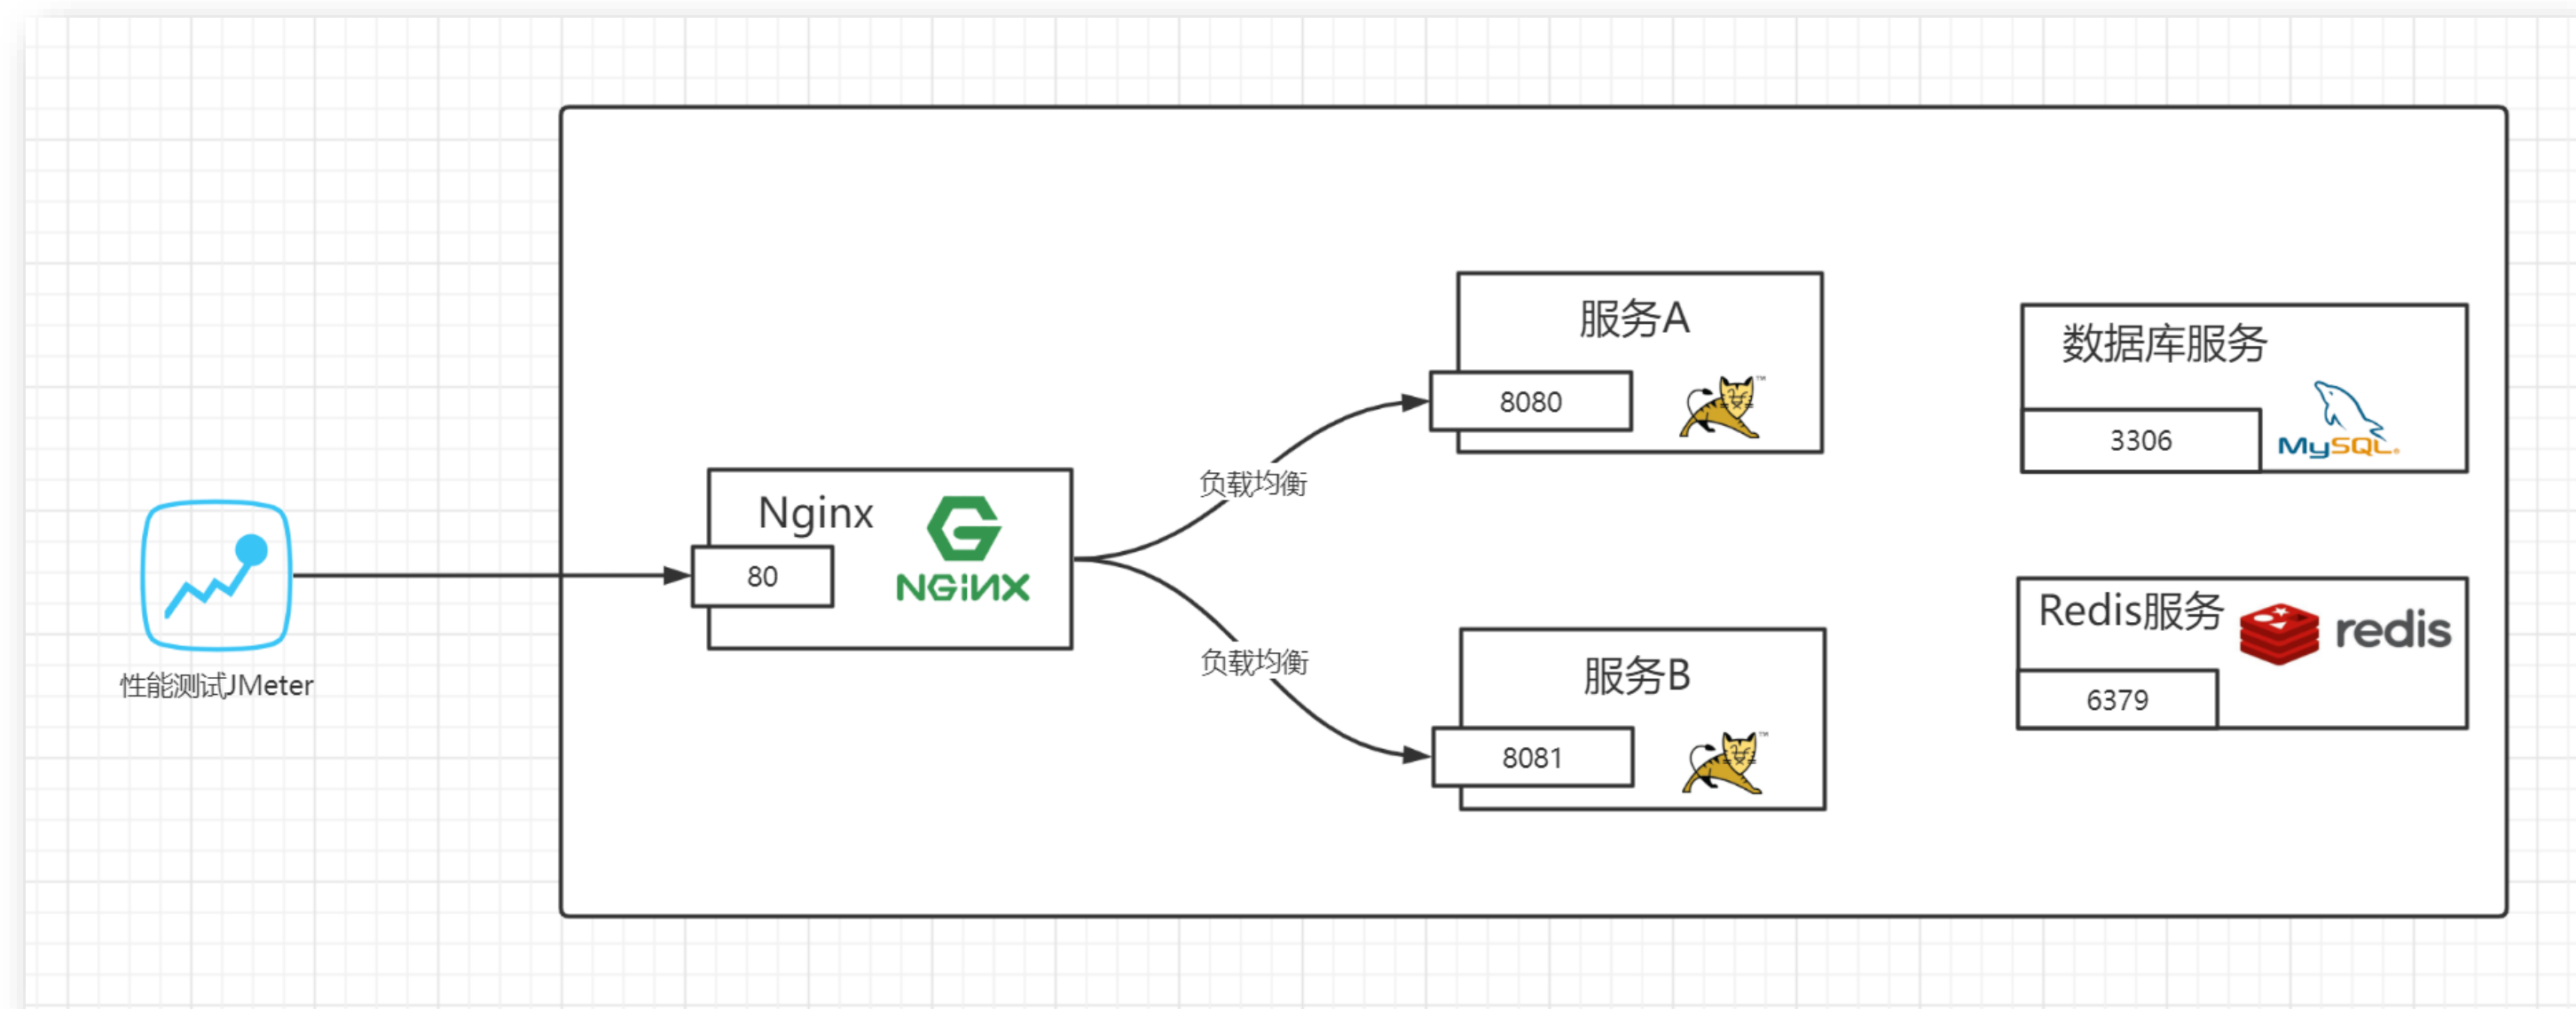 性能测试JMeter
Nginx
NGINX
80
负载均衡
负载均衡
服务A
8080
TM
服务B
8081
TM
数据库服务
3306
MySQL®
Redis服务
redis
6379